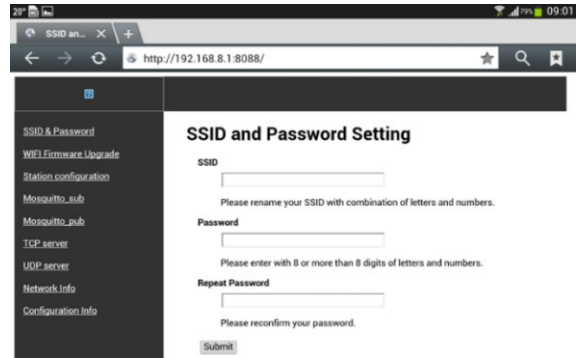 20°
79%
09:01
SSID an...
http://192.168.8.1:8088/
SSID & Password
WIFI Firmware Upgrade
Station configuration
Mosquitto_sub
Mosquitto_pub
TCP server
UDP server
Network Info
Configuration Info
SSID and Password Setting
SSID
Please rename your SSID with combination of letters and numbers.
Password
Please enter with 8 or more than 8 digits of letters and numbers.
Repeat Password
Please reconfirm your password.
Submit